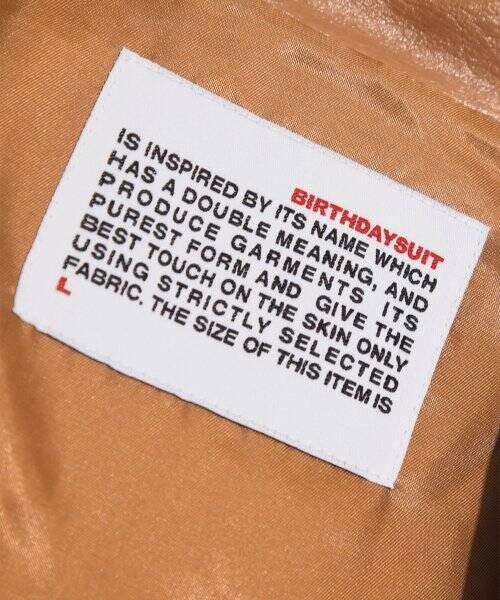 BIRTHDAYSUIT
IS INSPIRED BY ITS NAME WHICH
HAS A DOUBLE MEANING, AND
PRODUCE GARMENTS ITS
PUREST FORM AND GIVE THE
BEST TOUCH ON THE SKIN ONLY
USING STRICTLY SELECTED
FABRIC. THE SIZE OF THIS ITEM IS
L